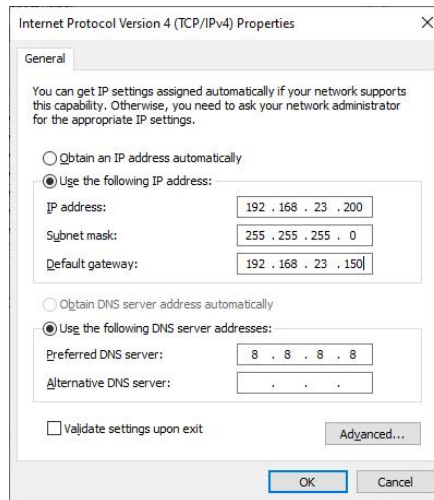 Internet Protocol Version 4 (TCP/IPv4) Properties
General
You can get IP settings assigned automatically if your network supports
this capability. Otherwise, you need to ask your network administrator
for the appropriate IP settings.
Obtain an IP address automatically
Use the following IP address:
IP address: 192 . 168 . 23 . 200
Subnet mask: 255 . 255 . 255 . 0
Default gateway: 192 . 168 . 23 . 150
Obtain DNS server address automatically
Use the following DNS server addresses:
Preferred DNS server: 8 . 8 . 8 . 8
Alternative DNS server: . . .
Validate settings upon exit
Advanced...
OK Cancel